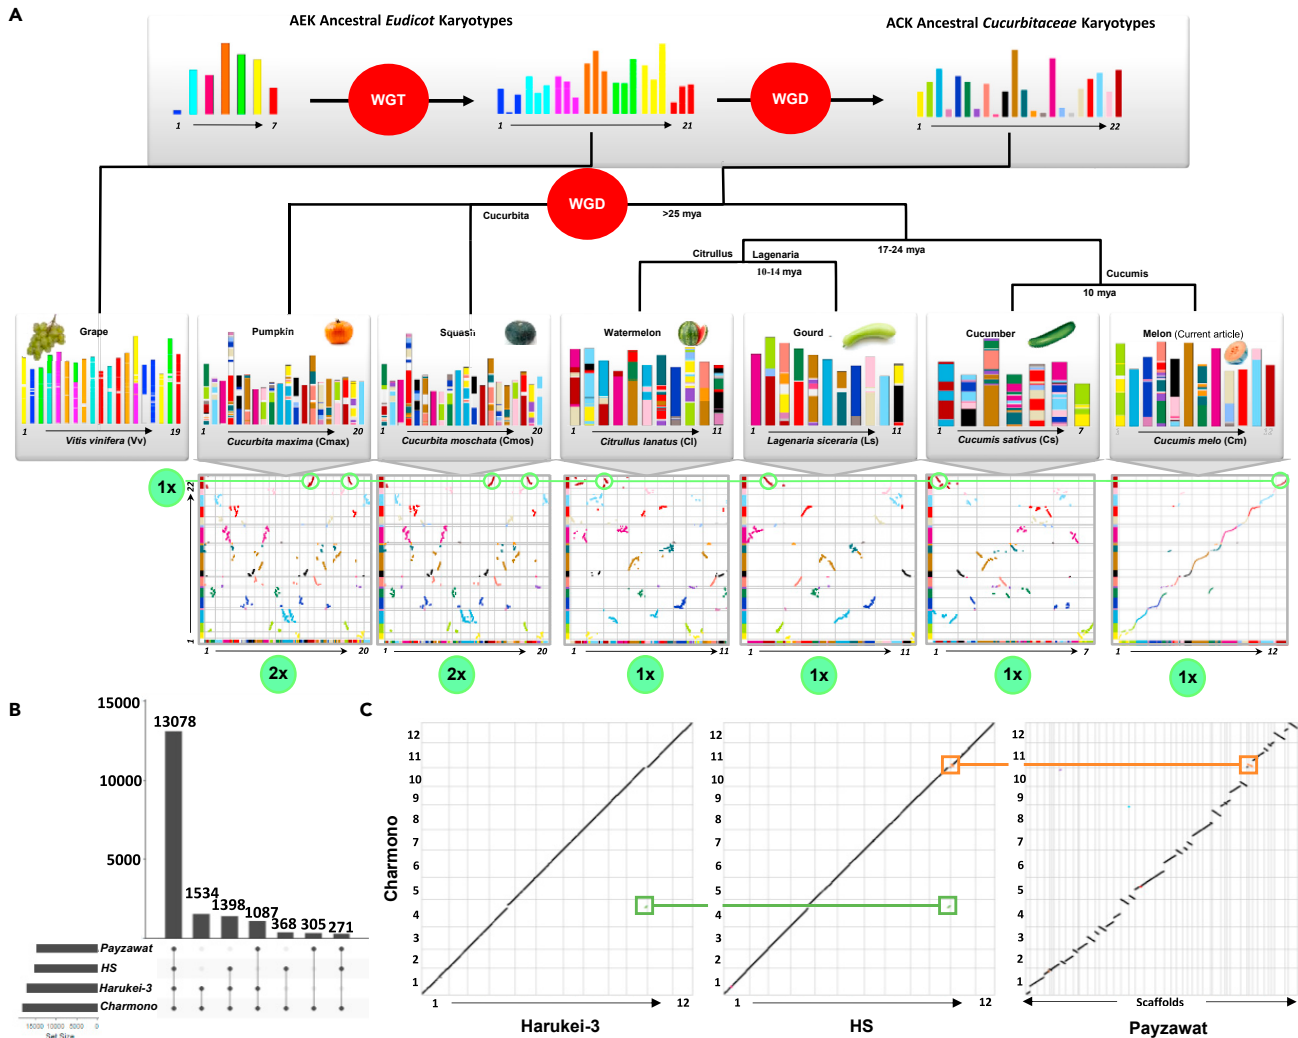 A
AEK Ancestral Eudicot Karyotypes
ACK Ancestral Cucurbitaceae Karyotypes
WGT
WGD
1 7
1 21
1 22
WGD
Cucurbita
>25 mya
17-24 mya
Citrullus Lagenaria
10-14 mya
Cucumis
10 mya
Grape
Pumpkin
Squash
Watermelon
Gourd
Cucumber
Melon (Current article)
1 19
Vitis vinifera (Vv)
1 20
Cucurbita maxima (Cmax)
1 20
Cucurbita moschata (Cmos)
1 11
Citrullus lanatus (Cl)
1 11
Lagenaria siceraria (Ls)
1 7
Cucumis sativus (Cs)
1 12
Cucumis melo (Cm)
1x
22
1
1 20
1 20
1 11
1 11
1 7
1 12
2x
2x
1x
1x
1x
1x
B
15000
10000
5000
13078
1534
1398
1087
368
305
271
Payzawat
HS
Harukei-3
Charmono
15000 10000 5000 0
Set Size
C
Charmono
12
11
10
9
8
7
6
5
4
3
2
1
1 12
Harukei-3
12
11
10
9
8
7
6
5
4
3
2
1
1 12
HS
12
11
10
9
8
7
6
5
4
3
2
1
Scaffolds
Payzawat